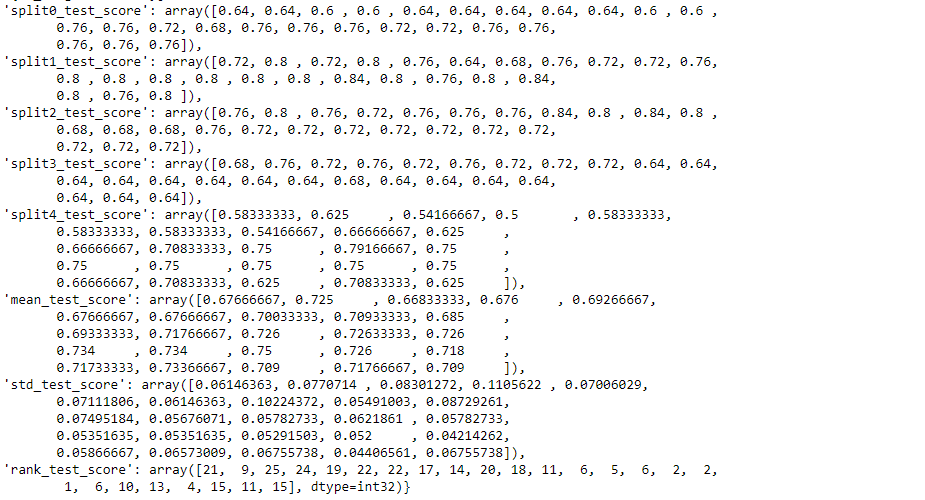 'split0_test_score': array([0.64, 0.64, 0.6 , 0.6 , 0.64, 0.64, 0.64, 0.64, 0.64, 0.6 , 0.6 ,
0.76, 0.76, 0.72, 0.68, 0.76, 0.76, 0.76, 0.72, 0.72, 0.76, 0.76,
0.76, 0.76, 0.76]),
'split1_test_score': array([0.72, 0.8 , 0.72, 0.8 , 0.76, 0.64, 0.68, 0.76, 0.72, 0.72, 0.76,
0.8 , 0.8 , 0.8 , 0.8 , 0.8 , 0.8 , 0.84, 0.8 , 0.76, 0.8 , 0.84,
0.8 , 0.76, 0.8 ]),
'split2_test_score': array([0.76, 0.8 , 0.76, 0.72, 0.76, 0.76, 0.76, 0.84, 0.8 , 0.84, 0.8 ,
0.68, 0.68, 0.68, 0.76, 0.72, 0.72, 0.72, 0.72, 0.72, 0.72, 0.72,
0.72, 0.72, 0.72]),
'split3_test_score': array([0.68, 0.76, 0.72, 0.76, 0.72, 0.76, 0.72, 0.72, 0.72, 0.64, 0.64,
0.64, 0.64, 0.64, 0.64, 0.64, 0.64, 0.68, 0.64, 0.64, 0.64, 0.64,
0.64, 0.64, 0.64]),
'split4_test_score': array([0.58333333, 0.625     , 0.54166667, 0.5       , 0.58333333,
0.58333333, 0.58333333, 0.54166667, 0.66666667, 0.625     ,
0.66666667, 0.70833333, 0.75      , 0.79166667, 0.75      ,
0.75      , 0.75      , 0.75      , 0.75      , 0.75      ,
0.66666667, 0.70833333, 0.625     , 0.70833333, 0.625     ]),
'mean_test_score': array([0.67666667, 0.725     , 0.66833333, 0.676     , 0.69266667,
0.67666667, 0.67666667, 0.70033333, 0.70933333, 0.685     ,
0.69333333, 0.71766667, 0.726     , 0.72633333, 0.726     ,
0.734     , 0.734     , 0.75      , 0.726     , 0.718     ,
0.71733333, 0.73366667, 0.709     , 0.71766667, 0.709     ]),
'std_test_score': array([0.06146363, 0.0770714 , 0.08301272, 0.1105622 , 0.07006029,
0.07111806, 0.06146363, 0.10224372, 0.05491003, 0.08729261,
0.07495184, 0.05676071, 0.05782733, 0.0621861 , 0.05782733,
0.05351635, 0.05351635, 0.05291503, 0.052     , 0.04214262,
0.05866667, 0.06573009, 0.06755738, 0.04406561, 0.06755738]),
'rank_test_score': array([21,  9, 25, 24, 19, 22, 22, 17, 14, 20, 18, 11,  6,  5,  6,  2,  2,
1,  6, 10, 13,  4, 15, 11, 15], dtype=int32)}